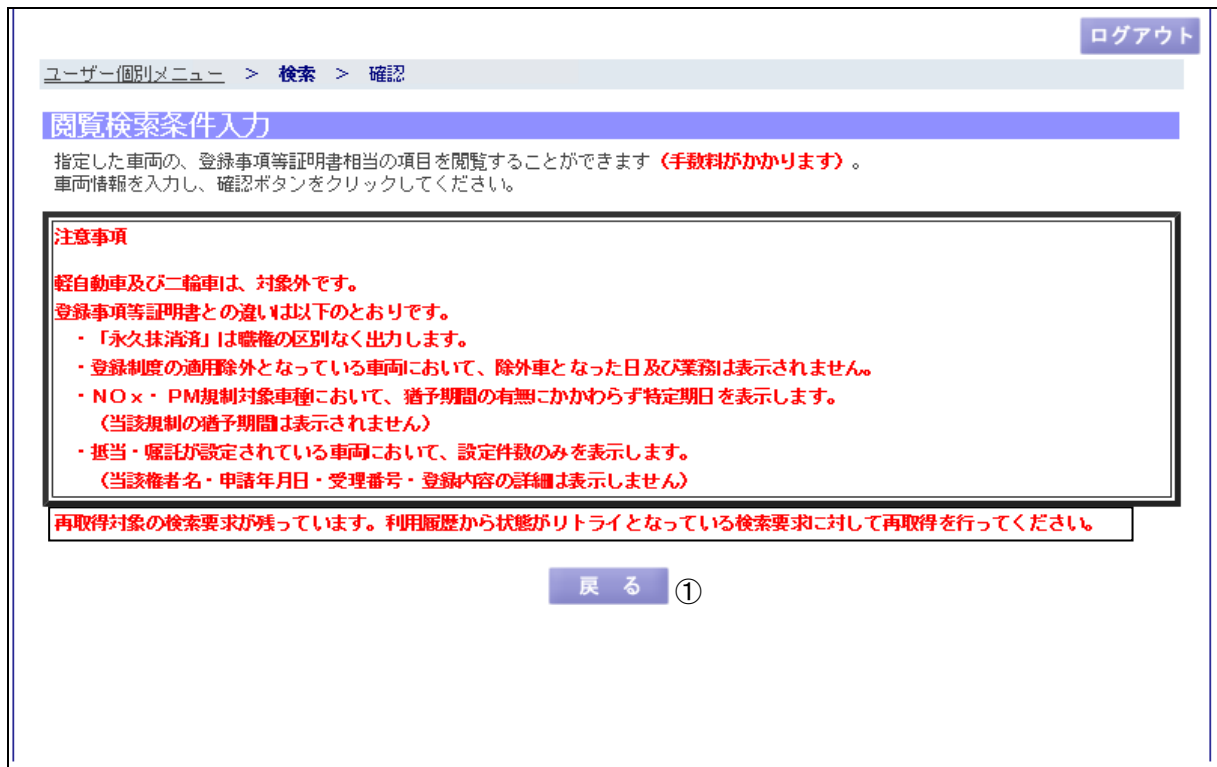 ログアウト
ユーザー個別メニュー > 検索 > 確認
閲覧検索条件入力
指定した車両の、登録事項等証明書相当の項目を閲覧することができます（手数料がかかります）。
車両情報を入力し、確認ボタンをクリックしてください。
注意事項
軽自動車及び二輪車は、対象外です。
登録事項等証明書との違いは以下のとおりです。
・「永久抹消済」は職権の区別なく出力します。
・登録制度の適用除外となっている車両において、除外車となった日及び業務は表示されません。
・ＮＯｘ・ＰＭ規制対象車種において、猶予期間の有無にかかわらず特定期日を表示します。
（当該規制の猶予期間は表示されません）
・抵当・嘱託が設定されている車両において、設定件数のみを表示します。
（当該権者名・申請年月日・受理番号・登録内容の詳細は表示しません）
再取得対象の検索要求が残っています。利用履歴から状態がリトライとなっている検索要求に対して再取得を行ってください。
戻る ①